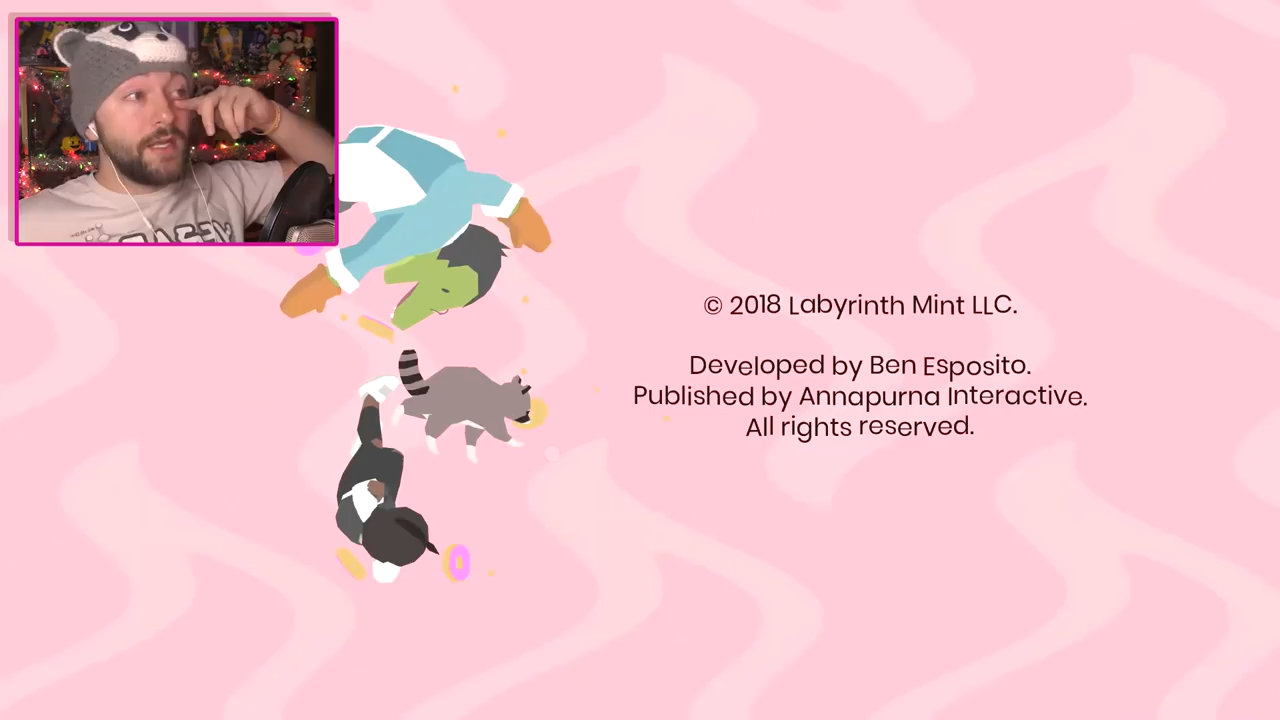 © 2018 Labyrinth Mint LLC.
Developed by Ben Esposito.
Published by Annapurna Interactive.
All rights reserved.